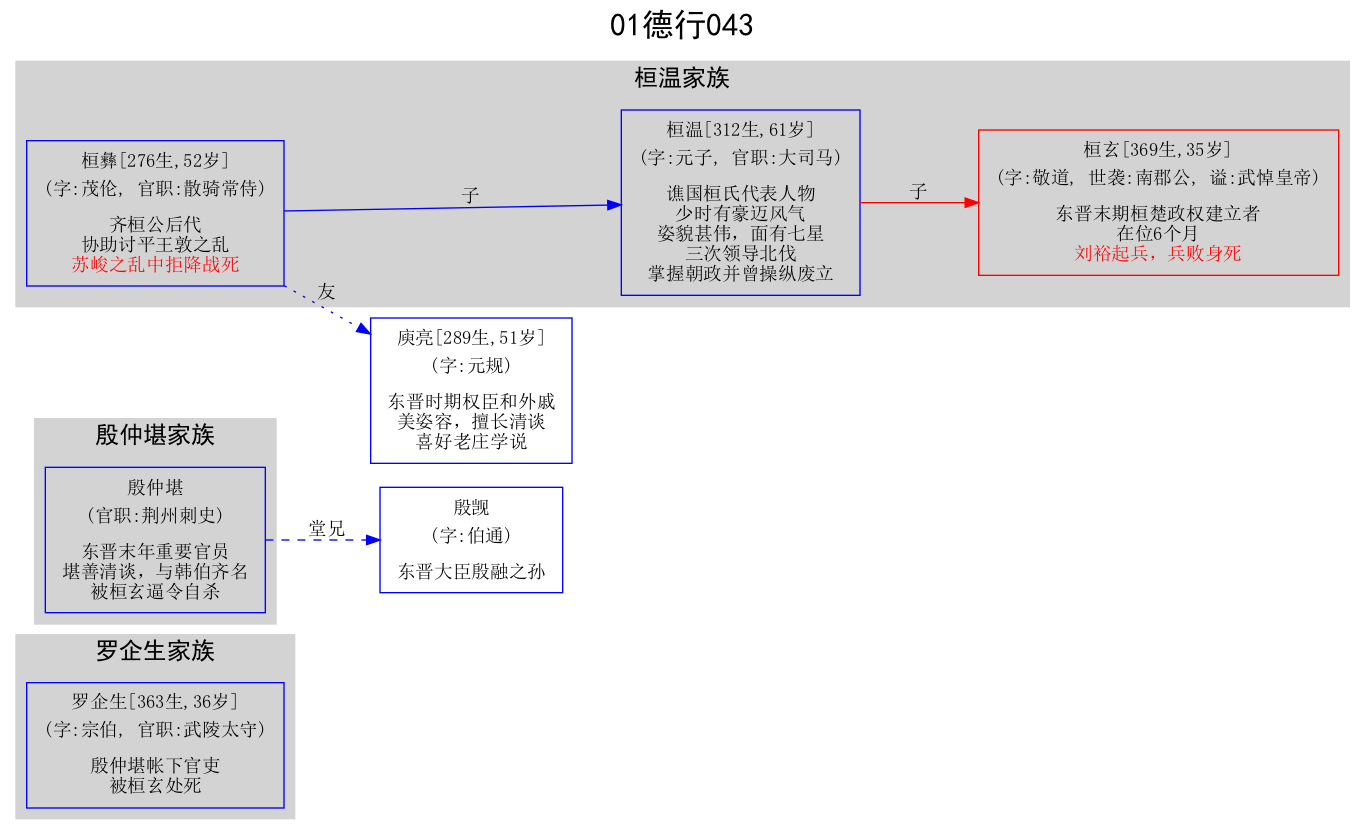 01德行043
桓温家族
桓彝[276生,52岁]
(字:茂伦, 官职:散骑常侍)
齐桓公后代
协助讨平王敦之乱
苏峻之乱中拒降战死
子
桓温[312生,61岁]
(字:元子, 官职:大司马)
谯国桓氏代表人物
少时有豪迈风气
姿貌甚伟，面有七星
三次领导北伐
掌握朝政并曾操纵废立
子
桓玄[369生,35岁]
(字:敬道, 世袭:南郡公, 谥:武悼皇帝)
东晋末期桓楚政权建立者
在位6个月
刘裕起兵，兵败身死
友
庾亮[289生,51岁]
(字:元规)
东晋时期权臣和外戚
美姿容，擅长清谈
喜好老庄学说
殷仲堪家族
殷仲堪
(官职:荆州刺史)
东晋末年重要官员
堪善清谈，与韩伯齐名
被桓玄逼令自杀
堂兄
殷觊
(字:伯通)
东晋大臣殷融之孙
罗企生家族
罗企生[363生,36岁]
(字:宗伯, 官职:武陵太守)
殷仲堪帐下官吏
被桓玄处死